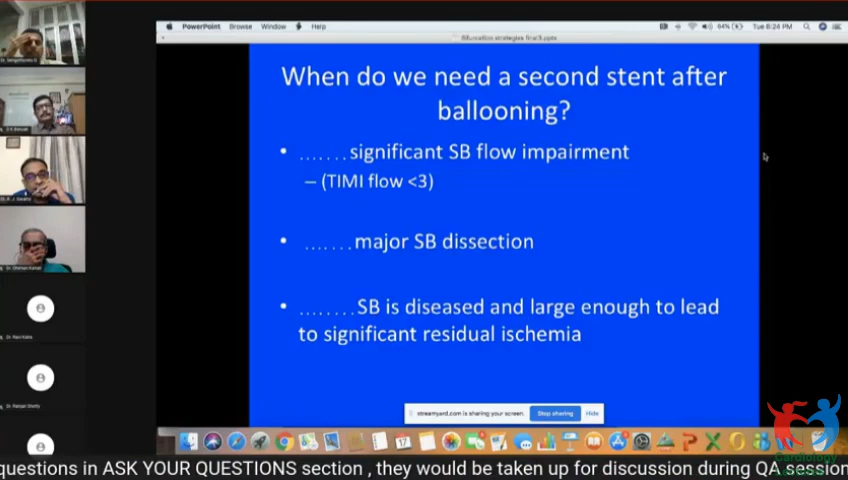 PowerPoint Browse Window Help
Tue 8:24 PM
Bifurcation strategies final5.pptx
When do we need a second stent after
ballooning?
• .......significant SB flow impairment
– (TIMI flow <3)
• .......major SB dissection
• ........SB is diseased and large enough to lead
to significant residual ischemia
streamyard.com is sharing your screen. Stop sharing Hide
Cardiology
questions in ASK YOUR QUESTIONS section , they would be taken up for discussion during QA session